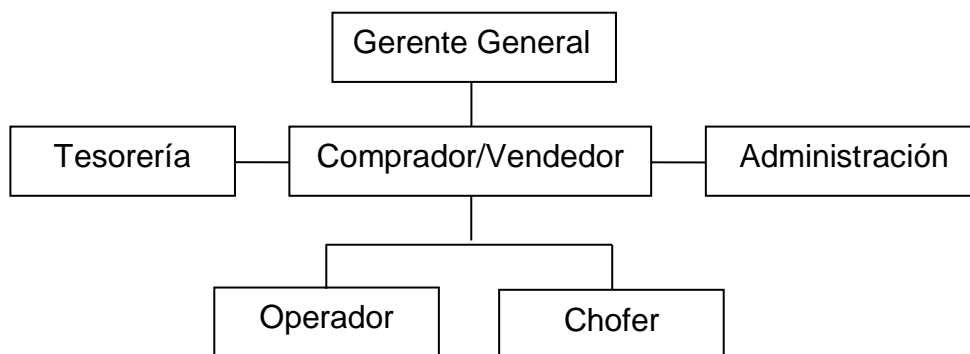 Gerente General
Tesorería
Comprador/Vendedor
Administración
Operador
Chofer